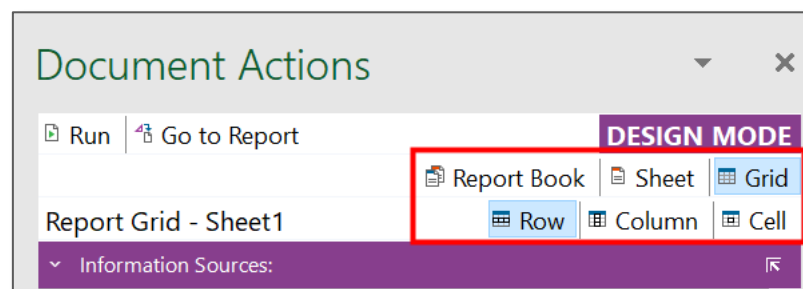 Document Actions
Run Go to Report DESIGN MODE
Report Book Sheet Grid
Report Grid - Sheet1 Row Column Cell
Information Sources: